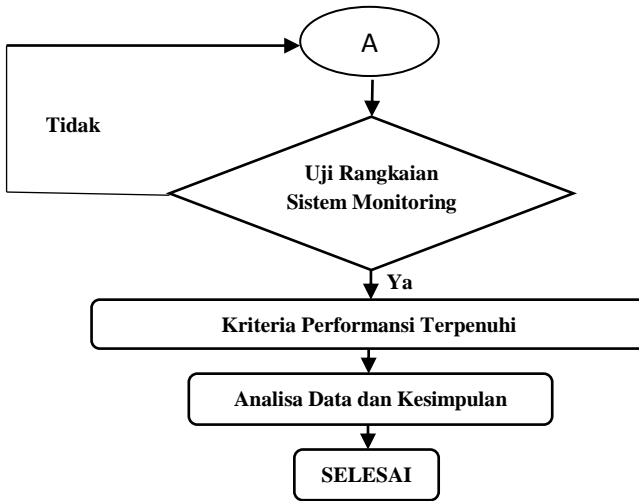 A
Tidak
Uji Rangkaian
Sistem Monitoring
Ya
Kriteria Performansi Terpenuhi
Analisa Data dan Kesimpulan
SELESAI